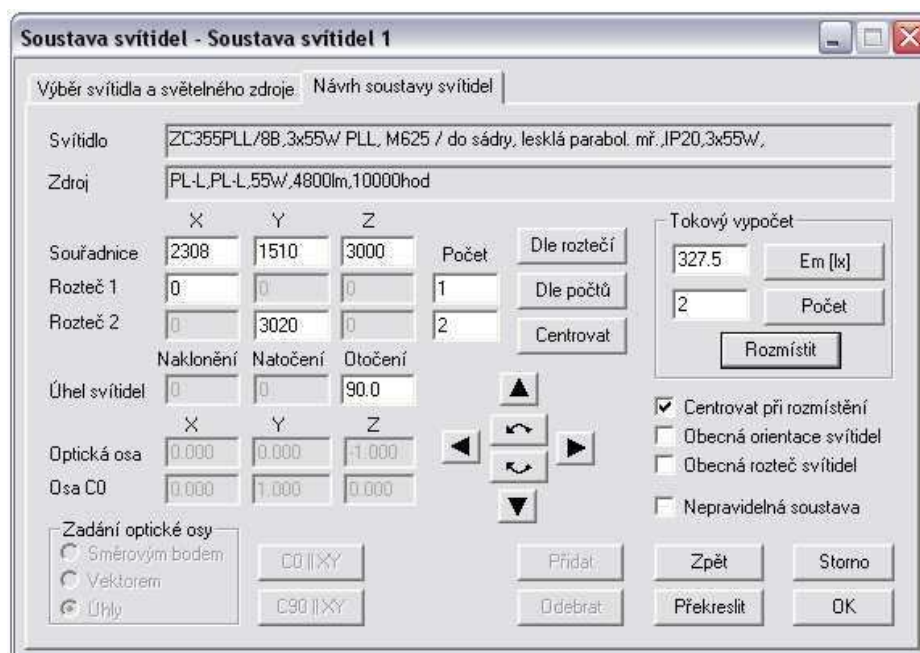 Soustava svítidel - Soustava svítidel 1
Výběr svítidla a světelného zdroje
Návrh soustavy svítidel
Svítidlo
ZC355PLL/8B,3x55W PLL, M625 / do sádry, lesklá parabol. mř.,IP20,3x55W,
Zdroj
PL-L,PL-L,55W,4800lm,10000hod
X Y Z
Souřadnice 2308 1510 3000 Počet
Rozteč 1 0 0 0 1
Rozteč 2 0 3020 0 2
Dle roztečí
Dle počtů
Centrovat
Tokový vypočet
327.5 Em [lx]
2 Počet
Rozmístit
Naklonění Natočení Otočení
Úhel svítidel 0 0 90.0
X Y Z
Optická osa 0.000 0.000 -1.000
Osa C0 0.000 1.000 0.000
Centrovat při rozmístění
Obecná orientace svítidel
Obecná rozteč svítidel
Nepravidelná soustava
Zadání optické osy
Směrovým bodem
Vektorem
Úhly
C0 || XY
C90 || XY
Přidat
Odebrat
Zpět
Překreslit
Storno
OK